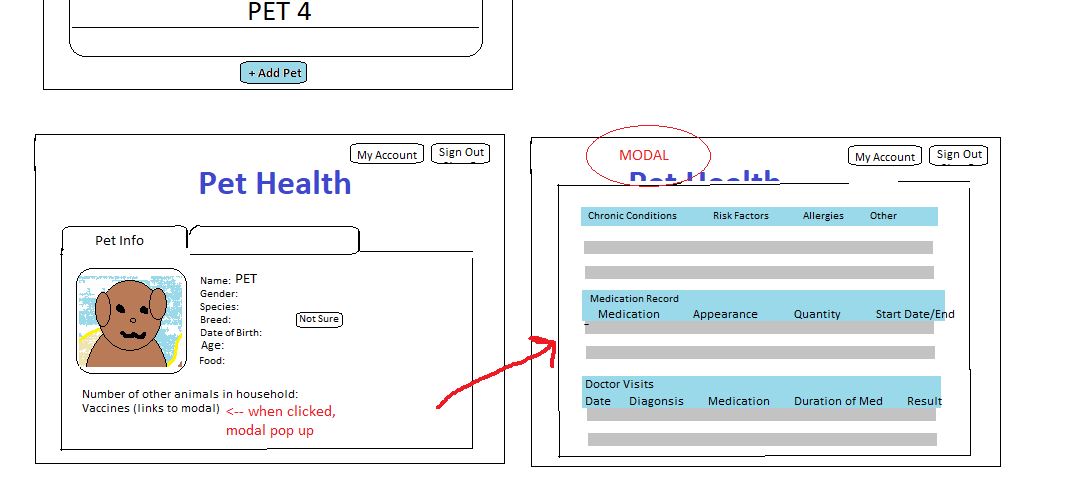 PET 4
+ Add Pet
My Account
Sign Out
Pet Health
Pet Info
Name: PET
Gender:
Species:
Breed:
Not Sure
Date of Birth:
Age:
Food:
Number of other animals in household:
Vaccines (links to modal)
<-- when clicked,
modal pop up
MODAL
My Account
Sign Out
Pet Health
Chronic Conditions Risk Factors Allergies Other
Medication Record
Medication Appearance Quantity Start Date/End
Doctor Visits
Date Diagonsis Medication Duration of Med Result